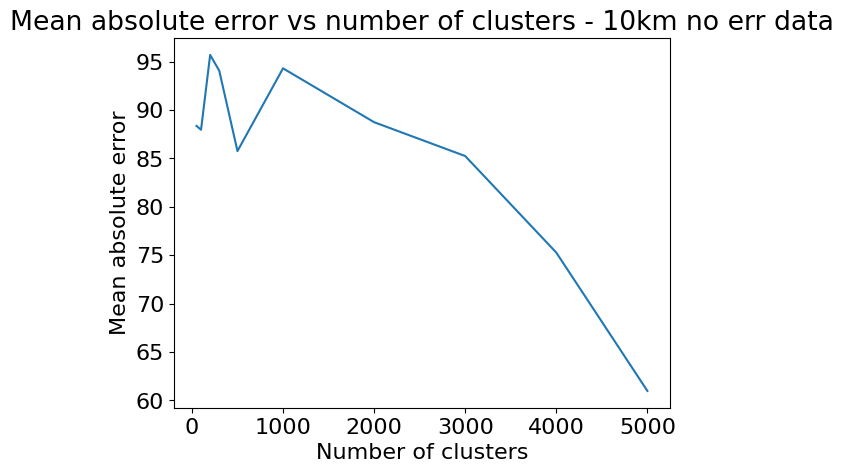 Mean absolute error vs number of clusters - 10km no err data
Mean absolute error
95
90
85
80
75
70
65
60
0 1000 2000 3000 4000 5000
Number of clusters